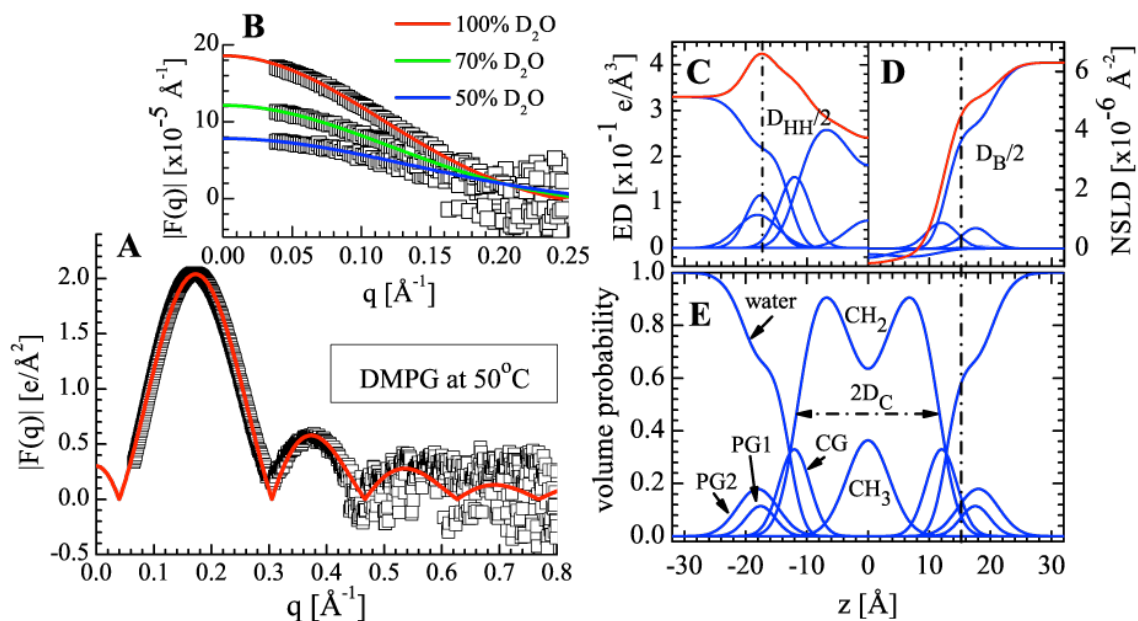 B
100% D₂O
70% D₂O
50% D₂O
|F(q)| [x10⁻⁵ Å⁻¹]
20
10
0
0.00 0.05 0.10 0.15 0.20 0.25
q [Å⁻¹]
A
DMPG at 50°C
|F(q)| [e/Å²]
2.0
1.5
1.0
0.5
0.0
-0.5
0.0 0.1 0.2 0.3 0.4 0.5 0.6 0.7 0.8
q [Å⁻¹]
C
D_HH/2
ED [x10⁻¹ e/Å³]
4
3
2
1
0
D
D_B/2
NSLD [x10⁻⁶ Å⁻²]
6
4
2
0
E
water
CH₂
2D_C
PG1
CG
PG2
CH₃
volume probability
1.0
0.8
0.6
0.4
0.2
0.0
-30 -20 -10 0 10 20 30
z [Å]